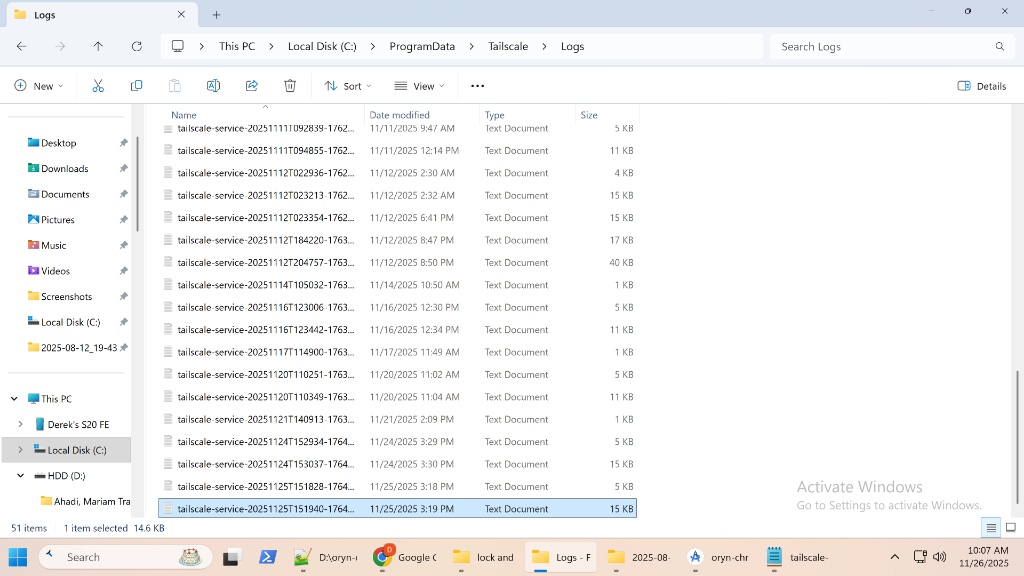 Logs
This PC > Local Disk (C:) > ProgramData > Tailscale > Logs
Search Logs
New
Sort
View
Details
Name Date modified Type Size
tailscale-service-20251111T092839-1762... 11/11/2025 9:47 AM Text Document 5 KB
tailscale-service-20251111T094855-1762... 11/11/2025 12:14 PM Text Document 11 KB
tailscale-service-20251112T022936-1762... 11/12/2025 2:30 AM Text Document 4 KB
tailscale-service-20251112T023213-1762... 11/12/2025 2:32 AM Text Document 15 KB
tailscale-service-20251112T023354-1762... 11/12/2025 6:41 PM Text Document 15 KB
tailscale-service-20251112T184220-1763... 11/12/2025 8:47 PM Text Document 17 KB
tailscale-service-20251112T204757-1763... 11/12/2025 8:50 PM Text Document 40 KB
tailscale-service-20251114T105032-1763... 11/14/2025 10:50 AM Text Document 1 KB
tailscale-service-20251116T123006-1763... 11/16/2025 12:30 PM Text Document 5 KB
tailscale-service-20251116T123442-1763... 11/16/2025 12:34 PM Text Document 11 KB
tailscale-service-20251117T114900-1763... 11/17/2025 11:49 AM Text Document 1 KB
tailscale-service-20251120T110251-1763... 11/20/2025 11:02 AM Text Document 5 KB
tailscale-service-20251120T110349-1763... 11/20/2025 11:04 AM Text Document 11 KB
tailscale-service-20251121T140913-1763... 11/21/2025 2:09 PM Text Document 1 KB
tailscale-service-20251124T152934-1764... 11/24/2025 3:29 PM Text Document 5 KB
tailscale-service-20251124T153037-1764... 11/24/2025 3:30 PM Text Document 15 KB
tailscale-service-20251125T151828-1764... 11/25/2025 3:18 PM Text Document 5 KB
tailscale-service-20251125T151940-1764... 11/25/2025 3:19 PM Text Document 15 KB
Desktop
Downloads
Documents
Pictures
Music
Videos
Screenshots
Local Disk (C:)
2025-08-12_19-43
This PC
Derek's S20 FE
Local Disk (C:)
HDD (D:)
Ahadi, Mariam Tra
Activate Windows
Go to Settings to activate Windows.
51 items 1 item selected 14.6 KB
Search
D:\oryn-
Google C
lock and
Logs - F
2025-08-
oryn-chr
tailscale-
10:07 AM
11/26/2025